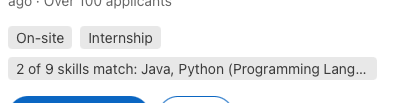 ago · Over 100 applicants
On-site Internship
2 of 9 skills match: Java, Python (Programming Lang...